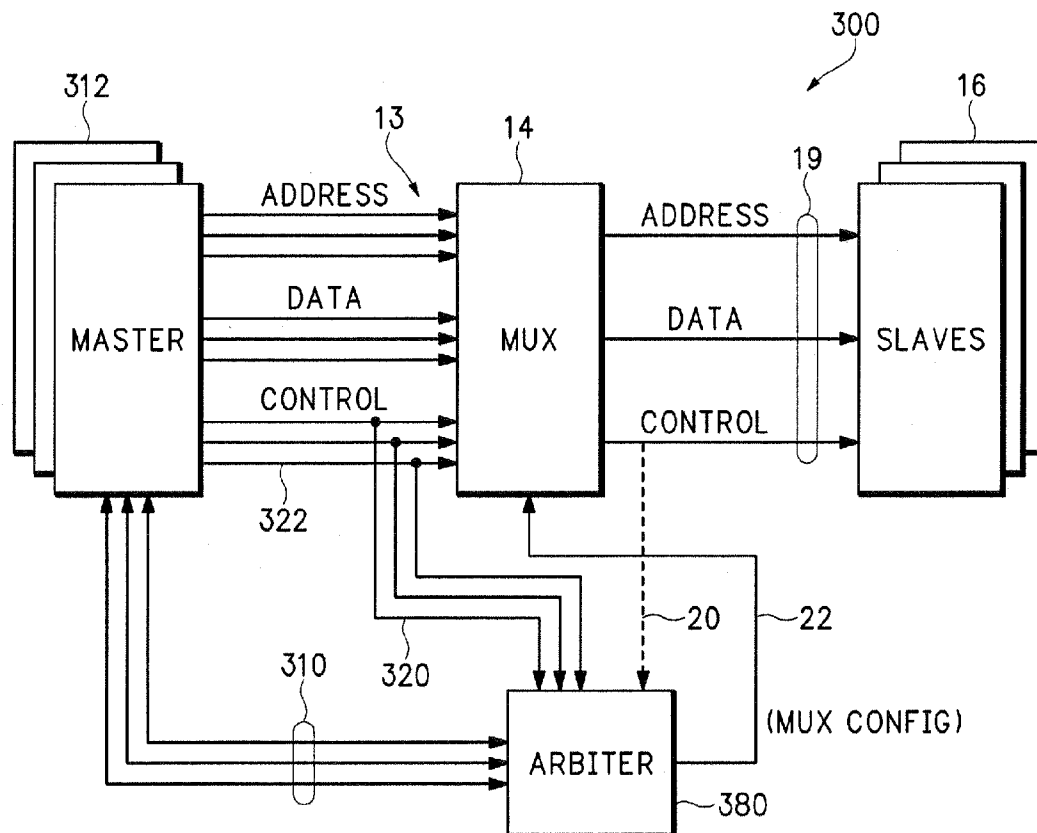 300
312
13
14
19
16
ADDRESS
ADDRESS
DATA
DATA
MASTER
MUX
SLAVES
CONTROL
CONTROL
322
20
22
320
310
(MUX CONFIG)
ARBITER
380